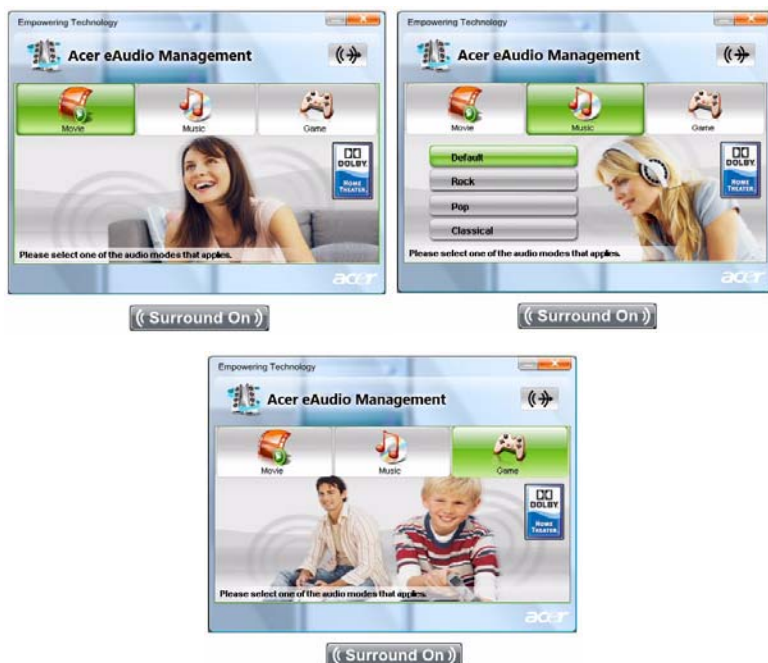 Empowering Technology
Acer eAudio Management
Movie
Music
Game
DOLBY
HOME
THEATER
Please select one of the audio modes that apples.
acer
(( Surround On ))
Empowering Technology
Acer eAudio Management
Movie
Music
Game
Default
Rock
Pop
Classical
DOLBY
HOME
THEATER
Please select one of the audio modes that apples.
acer
(( Surround On ))
Empowering Technology
Acer eAudio Management
Movie
Music
Game
DOLBY
HOME
THEATER
Please select one of the audio modes that apples.
acer
(( Surround On ))